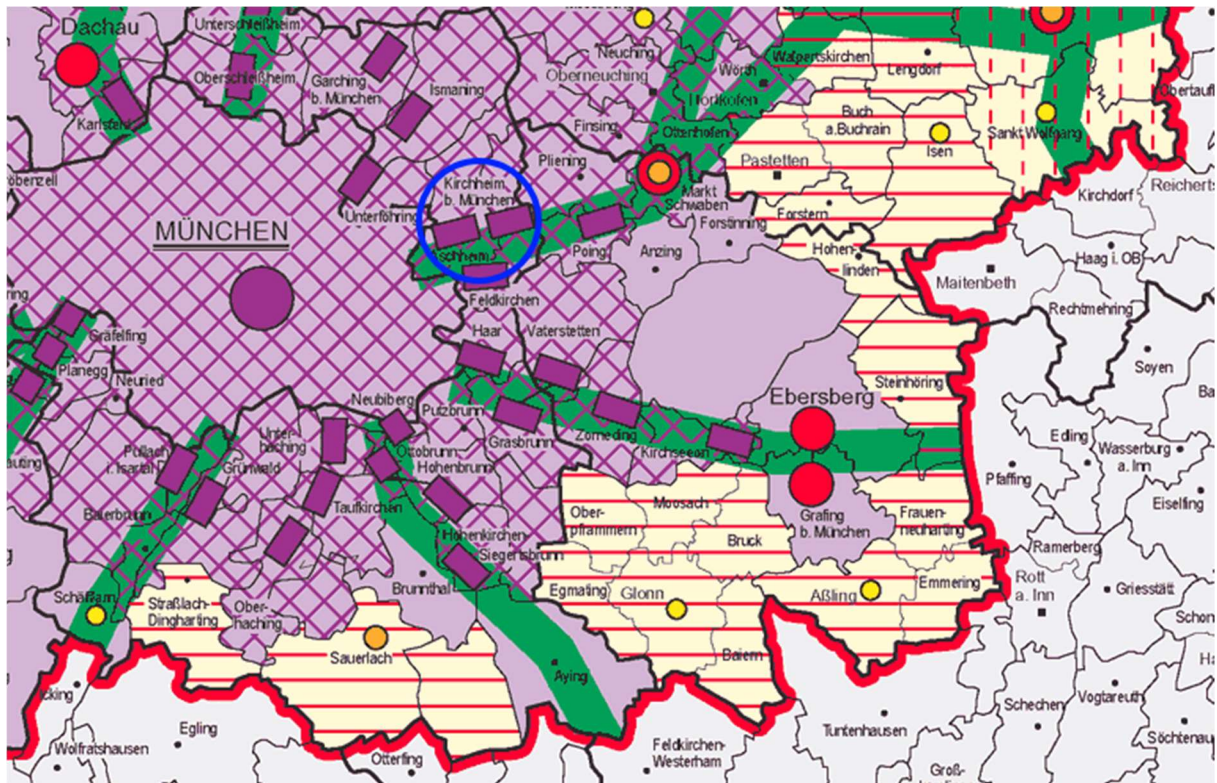 Dachau
Unterschleißheim
Oberschleißheim
Garching
b. München
Ismaning
Karlsfeld
Neuching
Oberneuching
Wörth
Walpertskirchen
Lengdorf
Hörlkofen
Finsing
Ottenhofen
Buch
a.Buchrain
Isen
Sankt Wolfgang
Pliening
Pastetten
Kirchheim
b. München
Markt
Schwaben
Unterföhring
Forstinning
Forstern
Kirchdorf
MÜNCHEN
Aschheim
Poing
Anzing
Hohen-
linden
Maitenbeth
Haag i. OB
Rechtmehring
Feldkirchen
Haar
Vaterstetten
Soyen
Gräfelfing
Planegg
Neuried
Steinhöring
Neubiberg
Putzbrunn
Ebersberg
Grasbrunn
Zorneding
Kirchseeon
Edling
Wasserburg
a. Inn
Pfaffing
Eiselfing
Unter-
haching
Ottobrunn
Hohenbrunn
Pullach
i. Isartal
Grünwald
Taufkirchen
Baierbrunn
Moosach
Ober-
pframmern
Grafing
b. München
Frauen-
neuharting
Bruck
Höhenkirchen
Siegertsbrunn
Ramerberg
Rott
a. Inn
Griesstätt
Brunnthal
Egmating
Glonn
Aßling
Emmering
Schäftlarn
Straßlach-
Dingharting
Ober-
haching
Sauerlach
Baiern
Aying
Vogtareuth
Schechen
Icking
Egling
Tuntenhausen
Wolfratshausen
Otterfing
Feldkirchen-
Westerham
Groß-